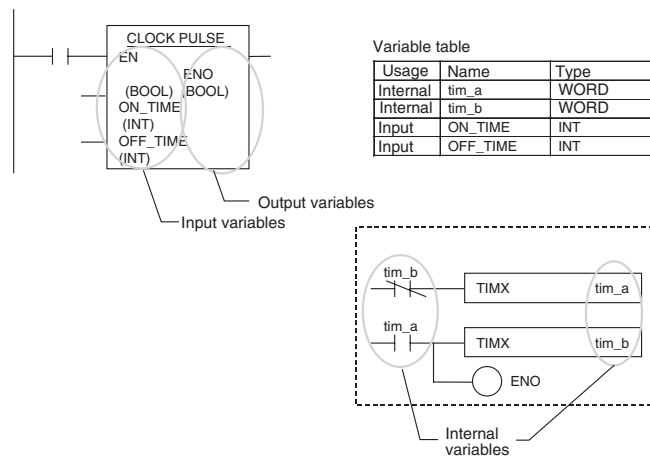 CLOCK PULSE
EN
ENO
(BOOL) (BOOL)
ON_TIME
(INT)
OFF_TIME
(INT)
Output variables
Input variables
Variable table
Usage Name Type
Internal tim_a WORD
Internal tim_b WORD
Input ON_TIME INT
Input OFF_TIME INT
tim_b TIMX tim_a
tim_a TIMX tim_b
ENO
Internal
variables